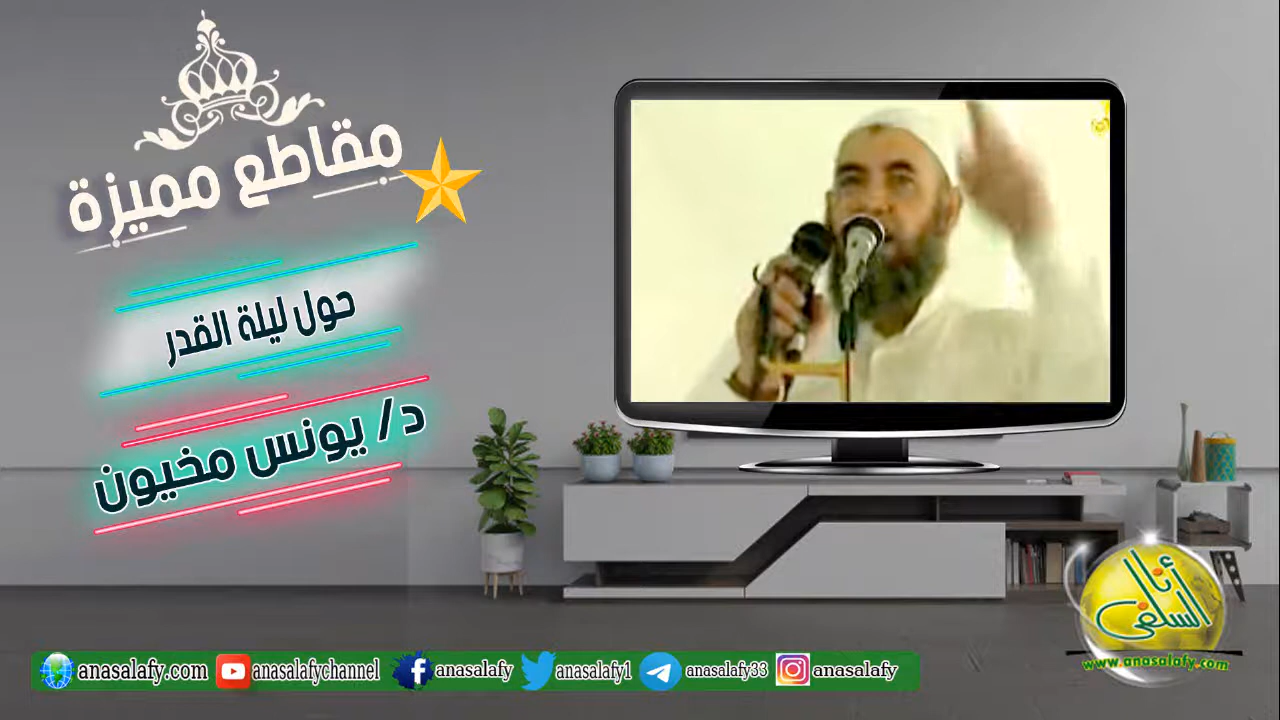 مقاطع مميزة
حول ليلة القدر
د/ يونس مخيون
أنا السلفي
www.anasalafy.com
anasalafy.com
anasalafychannel
anasalafy
anasalafy1
anasalafy33
anasalafy